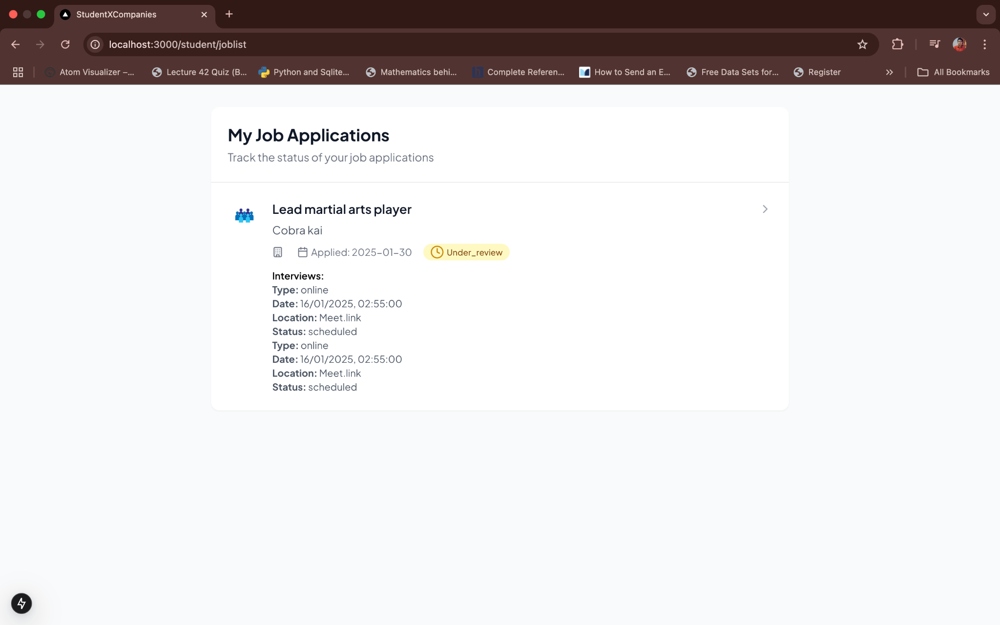 StudentXCompanies
localhost:3000/student/joblist
Atom Visualizer –...
Lecture 42 Quiz (B...
Python and Sqlite...
Mathematics behi...
Complete Referen...
How to Send an E...
Free Data Sets for...
Register
All Bookmarks
My Job Applications
Track the status of your job applications
Lead martial arts player
Cobra kai
Applied: 2025-01-30 Under_review
Interviews:
Type: online
Date: 16/01/2025, 02:55:00
Location: Meet.link
Status: scheduled
Type: online
Date: 16/01/2025, 02:55:00
Location: Meet.link
Status: scheduled